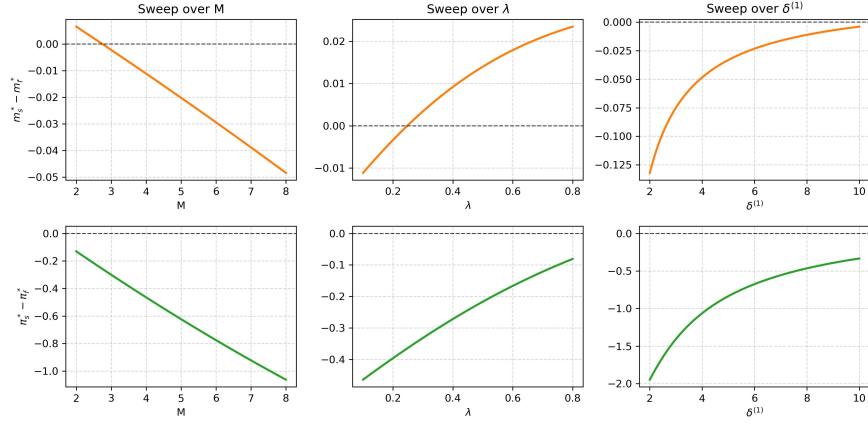 Sweep over M
Sweep over λ
Sweep over δ⁽¹⁾
m*ₛ − m*_f
0.00
−0.01
−0.02
−0.03
−0.04
−0.05
2 3 4 5 6 7 8
M
0.02
0.01
0.00
−0.01
0.2 0.4 0.6 0.8
λ
0.000
−0.025
−0.050
−0.075
−0.100
−0.125
2 4 6 8 10
δ⁽¹⁾
π*ₛ − π*_f
0.0
−0.2
−0.4
−0.6
−0.8
−1.0
2 3 4 5 6 7 8
M
0.0
−0.1
−0.2
−0.3
−0.4
0.2 0.4 0.6 0.8
λ
0.0
−0.5
−1.0
−1.5
−2.0
2 4 6 8 10
δ⁽¹⁾